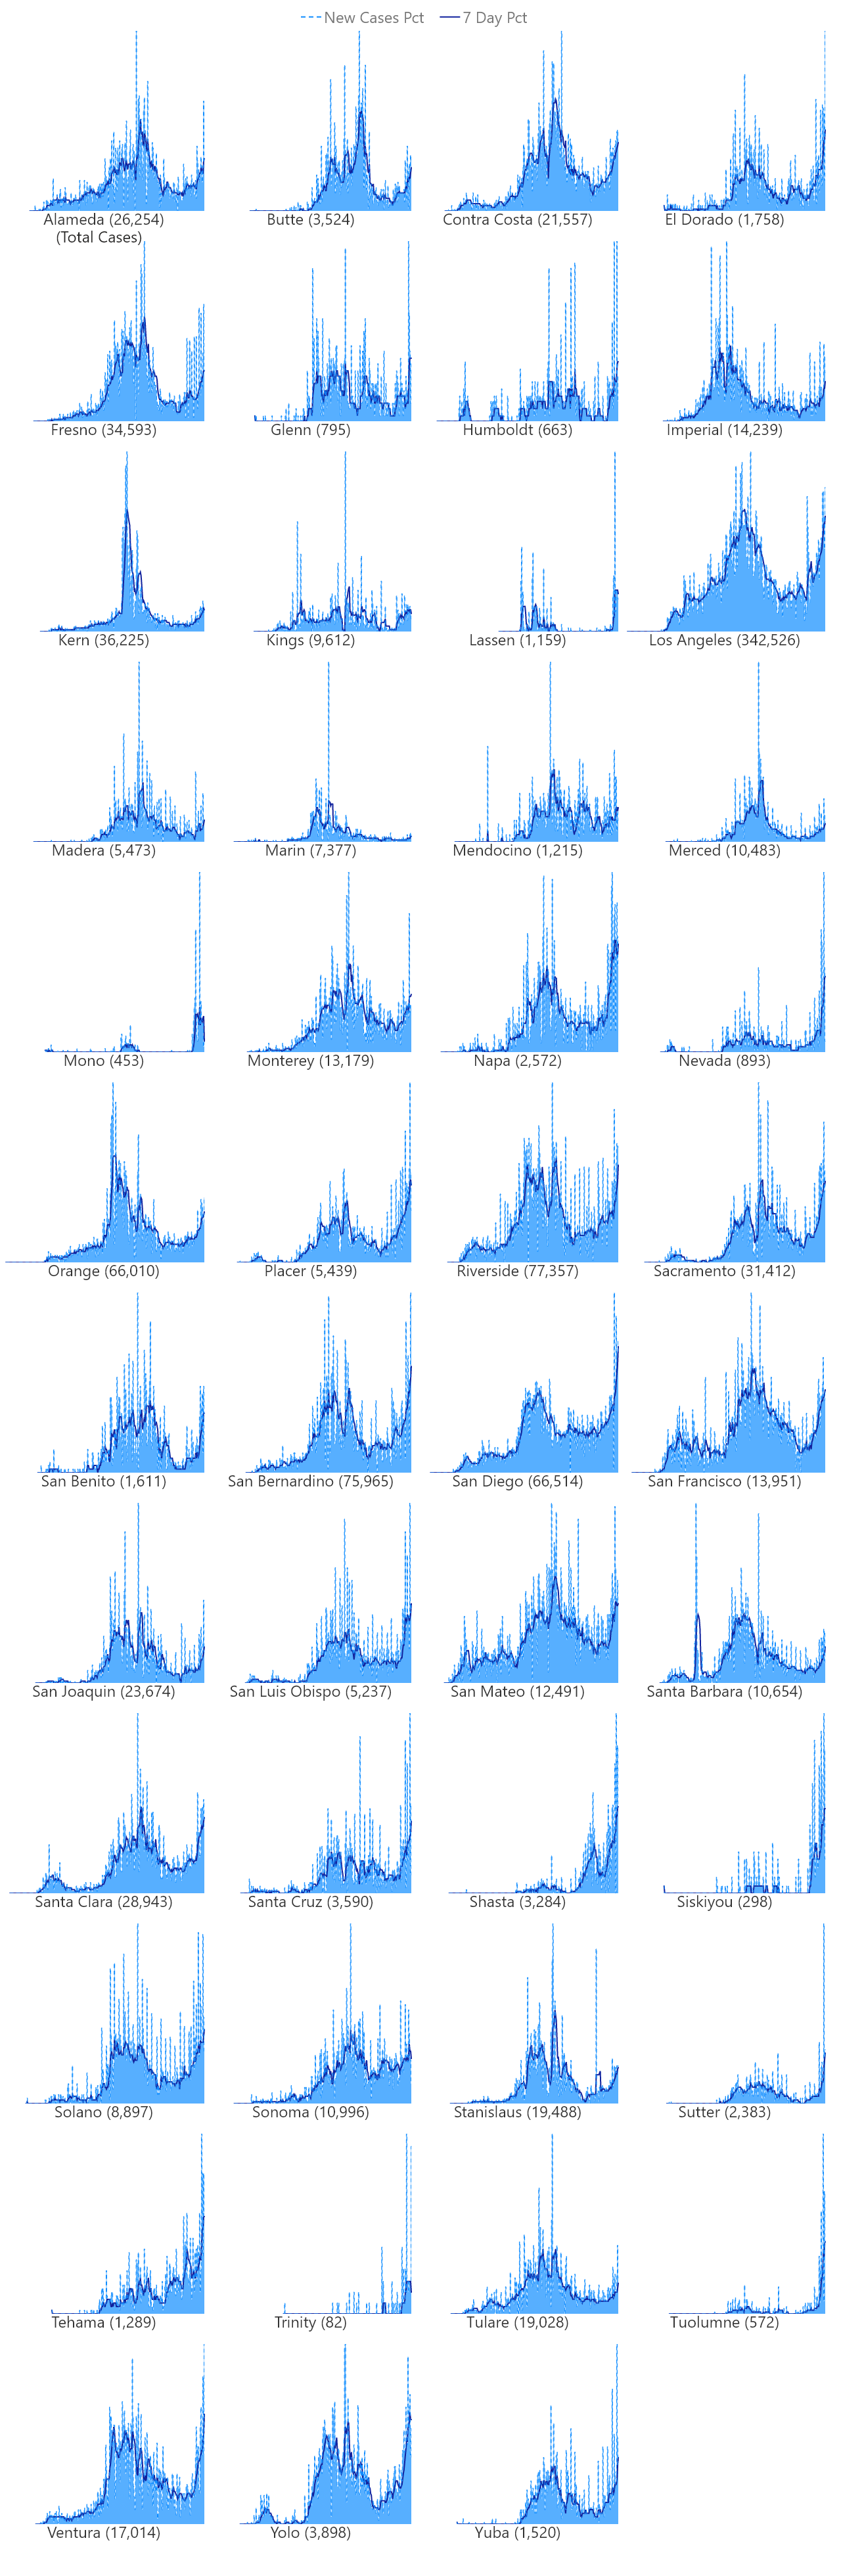 New Cases Pct 7 Day Pct
Alameda (26,254) Butte (3,524) Contra Costa (21,557) El Dorado (1,758)
(Total Cases)
Fresno (34,593) Glenn (795) Humboldt (663) Imperial (14,239)
Kern (36,225) Kings (9,612) Lassen (1,159) Los Angeles (342,526)
Madera (5,473) Marin (7,377) Mendocino (1,215) Merced (10,483)
Mono (453) Monterey (13,179) Napa (2,572) Nevada (893)
Orange (66,010) Placer (5,439) Riverside (77,357) Sacramento (31,412)
San Benito (1,611) San Bernardino (75,965) San Diego (66,514) San Francisco (13,951)
San Joaquin (23,674) San Luis Obispo (5,237) San Mateo (12,491) Santa Barbara (10,654)
Santa Clara (28,943) Santa Cruz (3,590) Shasta (3,284) Siskiyou (298)
Solano (8,897) Sonoma (10,996) Stanislaus (19,488) Sutter (2,383)
Tehama (1,289) Trinity (82) Tulare (19,028) Tuolumne (572)
Ventura (17,014) Yolo (3,898) Yuba (1,520)